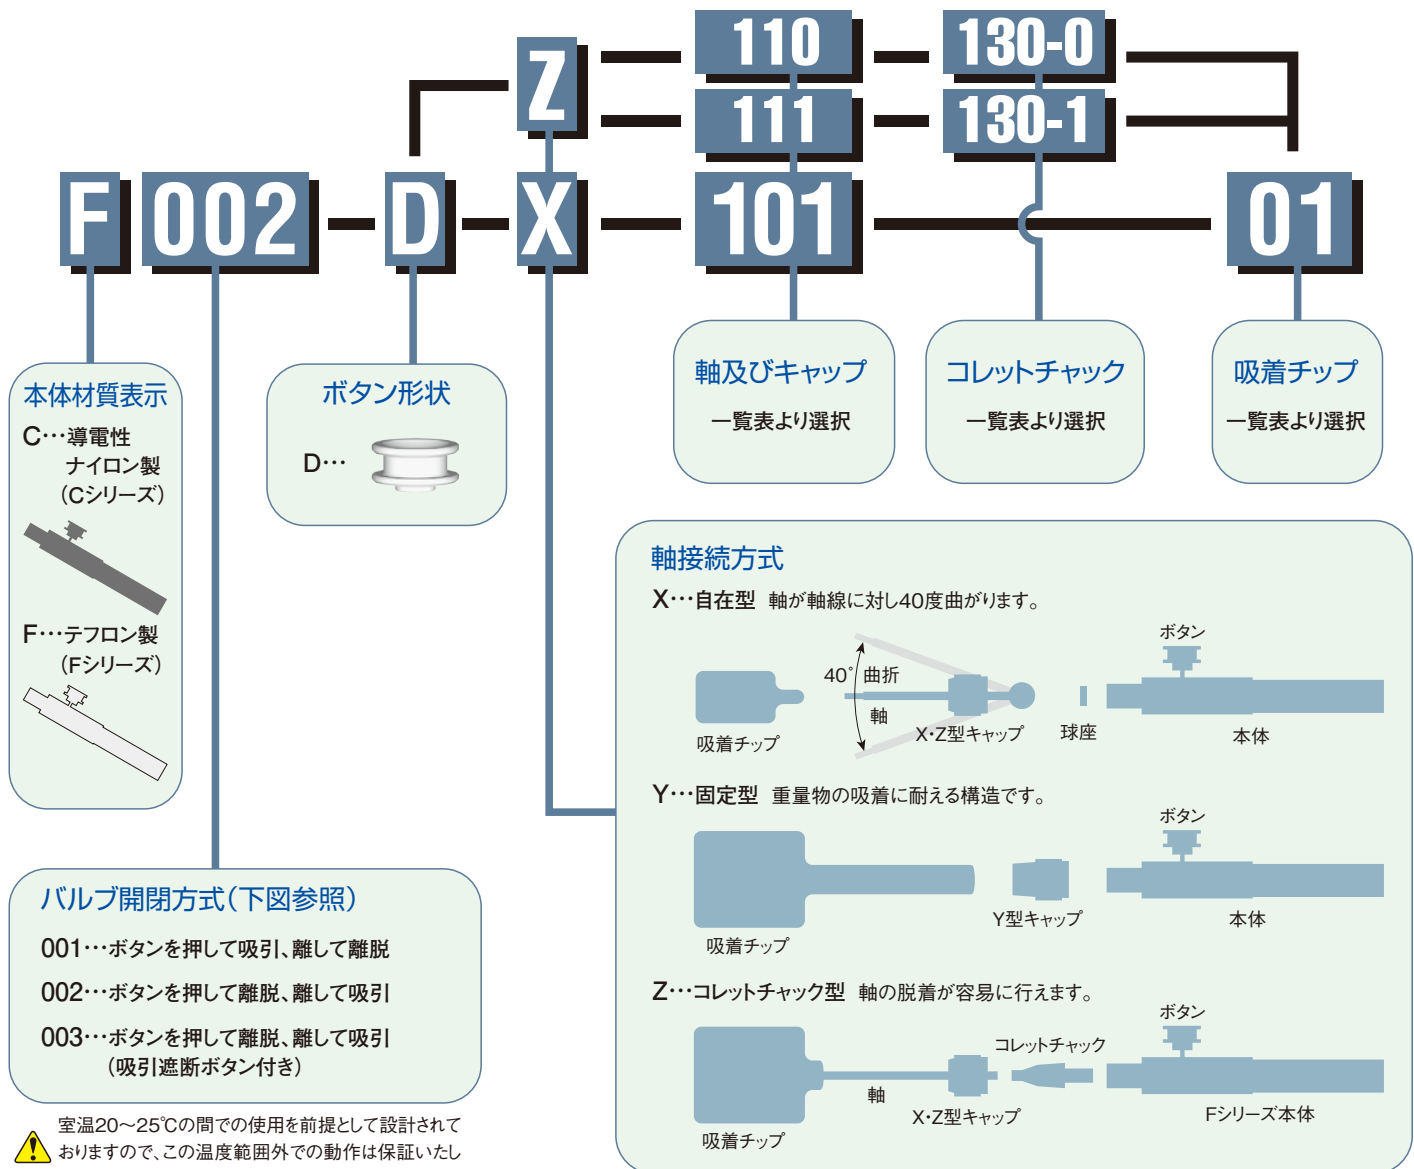 Z
110
130-0
111
130-1
F
002
D
X
101
01
本体材質表示
C…導電性
ナイロン製
(Cシリーズ)
F…テフロン製
(Fシリーズ)
ボタン形状
D…
軸及びキャップ
一覧表より選択
コレットチャック
一覧表より選択
吸着チップ
一覧表より選択
バルブ開閉方式(下図参照)
001…ボタンを押して吸引、離して離脱
002…ボタンを押して離脱、離して吸引
003…ボタンを押して離脱、離して吸引
(吸引遮断ボタン付き)
室温20～25℃の間での使用を前提として設計されて
おりますので、この温度範囲外での動作は保証いたし
軸接続方式
X…自在型 軸が軸線に対し40度曲がります。
ボタン
40° 曲折
軸
吸着チップ
X・Z型キャップ
球座
本体
Y…固定型 重量物の吸着に耐える構造です。
ボタン
吸着チップ
Y型キャップ
本体
Z…コレットチャック型 軸の脱着が容易に行えます。
ボタン
コレットチャック
軸
吸着チップ
X・Z型キャップ
Fシリーズ本体